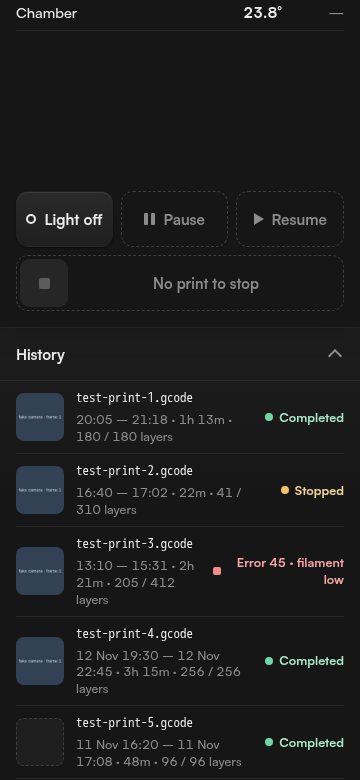 Chamber 23.8° —
Light off Pause Resume
No print to stop
History
test-print-1.gcode
20:05 — 21:18 · 1h 13m ·
180 / 180 layers
Completed
test-print-2.gcode
16:40 — 17:02 · 22m · 41 /
310 layers
Stopped
test-print-3.gcode
13:10 — 15:31 · 2h
21m · 205 / 412
layers
Error 45 · filament
low
test-print-4.gcode
12 Nov 19:30 — 12 Nov
22:45 · 3h 15m · 256 / 256
layers
Completed
test-print-5.gcode
11 Nov 16:20 — 11 Nov
17:08 · 48m · 96 / 96 layers
Completed